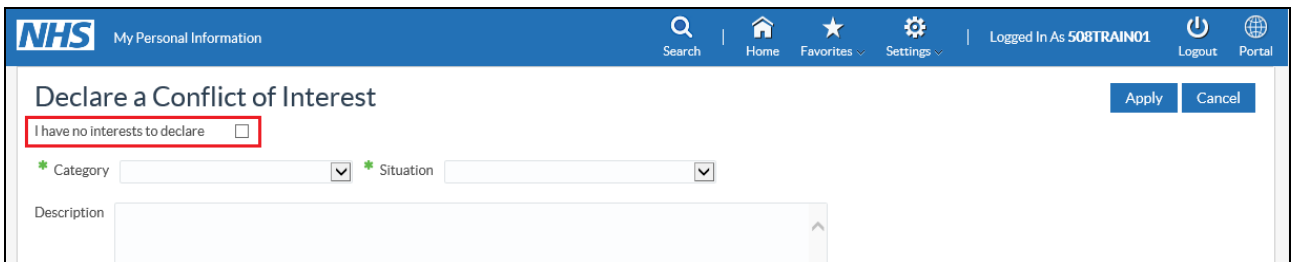 NHS My Personal Information
Search Home Favorites Settings Logged In As 508TRAIN01 Logout Portal
Declare a Conflict of Interest
Apply Cancel
I have no interests to declare
* Category * Situation
Description